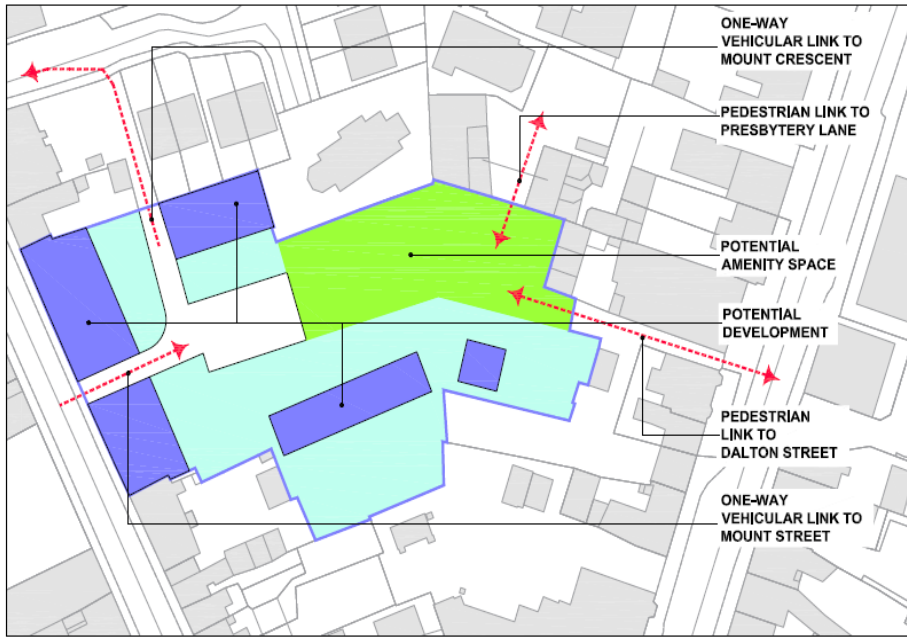 ONE-WAY
VEHICULAR LINK TO
MOUNT CRESCENT
PEDESTRIAN LINK TO
PRESBYTERY LANE
POTENTIAL
AMENITY SPACE
POTENTIAL
DEVELOPMENT
PEDESTRIAN
LINK TO
DALTON STREET
ONE-WAY
VEHICULAR LINK TO
MOUNT STREET